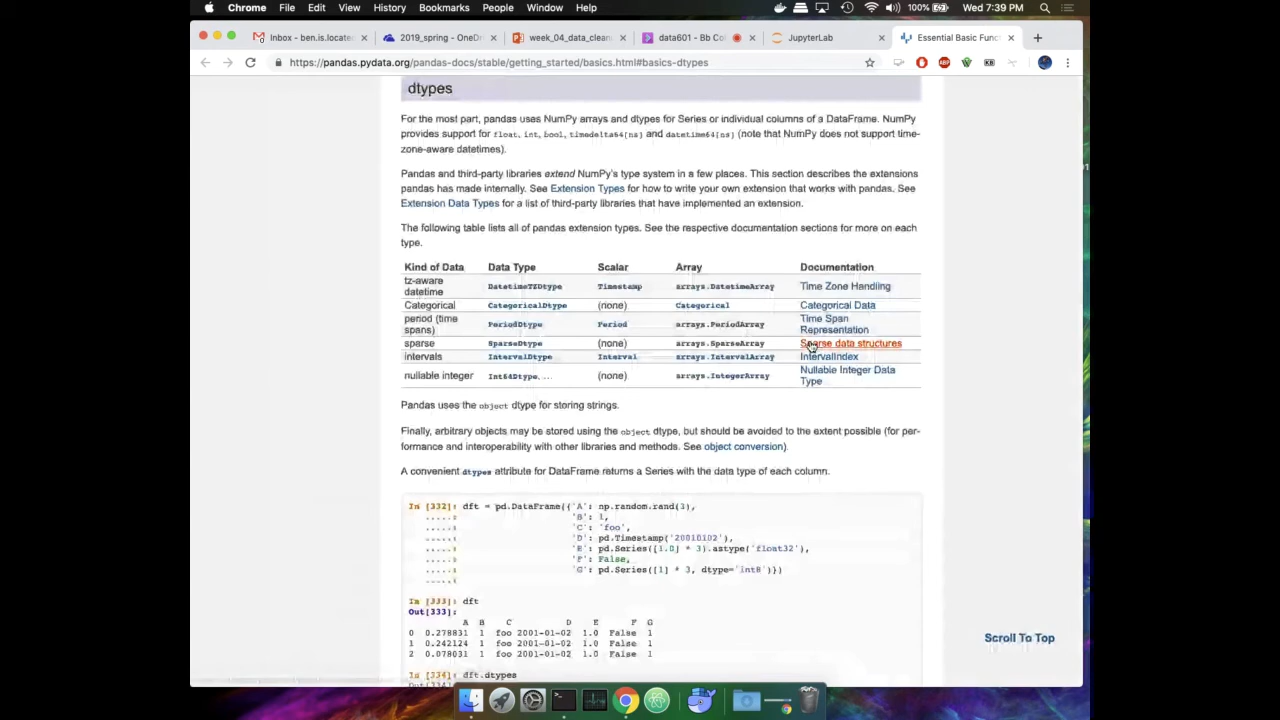 Chrome File Edit View History Bookmarks People Window Help 100% Wed 7:39 PM
Inbox - ben.is.locate 2019_spring - OneDr week_04_data_clean data601 - Bb Co JupyterLab Essential Basic Func
https://pandas.pydata.org/pandas-docs/stable/getting_started/basics.html#basics-dtypes
dtypes
For the most part, pandas uses NumPy arrays and dtypes for Series or individual columns of a DataFrame. NumPy
provides support for float, int, bool, timedelta64[ns] and datetime64[ns] (note that NumPy does not support time-
zone-aware datetimes).
Pandas and third-party libraries extend NumPy's type system in a few places. This section describes the extensions
pandas has made internally. See Extension Types for how to write your own extension that works with pandas. See
Extension Data Types for a list of third-party libraries that have implemented an extension.
The following table lists all of pandas extension types. See the respective documentation sections for more on each
type.
Kind of Data Data Type Scalar Array Documentation
tz-aware
datetime DatetimeTZDtype Timestamp arrays.DatetimeArray Time Zone Handling
Categorical CategoricalDtype (none) Categorical Categorical Data
period (time
spans) PeriodDtype Period arrays.PeriodArray Time Span
Representation
sparse SparseDtype (none) arrays.SparseArray Sparse data structures
intervals IntervalDtype Interval arrays.IntervalArray IntervalIndex
nullable integer Int64Dtype, ... (none) arrays.IntegerArray Nullable Integer Data
Type
Pandas uses the object dtype for storing strings.
Finally, arbitrary objects may be stored using the object dtype, but should be avoided to the extent possible (for per-
formance and interoperability with other libraries and methods. See object conversion).
A convenient dtypes attribute for DataFrame returns a Series with the data type of each column.
In [332]: dft = pd.DataFrame({'A': np.random.rand(3),
.....: 'B': 1,
.....: 'C': 'foo',
.....: 'D': pd.Timestamp('20010102'),
.....: 'E': pd.Series([1.0] * 3).astype('float32'),
.....: 'F': False,
.....: 'G': pd.Series([1] * 3, dtype='int8')})
.....:
In [333]: dft
Out[333]:
A B C D E F G
0 0.278831 1 foo 2001-01-02 1.0 False 1
1 0.242124 1 foo 2001-01-02 1.0 False 1
2 0.078031 1 foo 2001-01-02 1.0 False 1
In [334]: dft.dtypes
Out[334]:
Scroll To Top